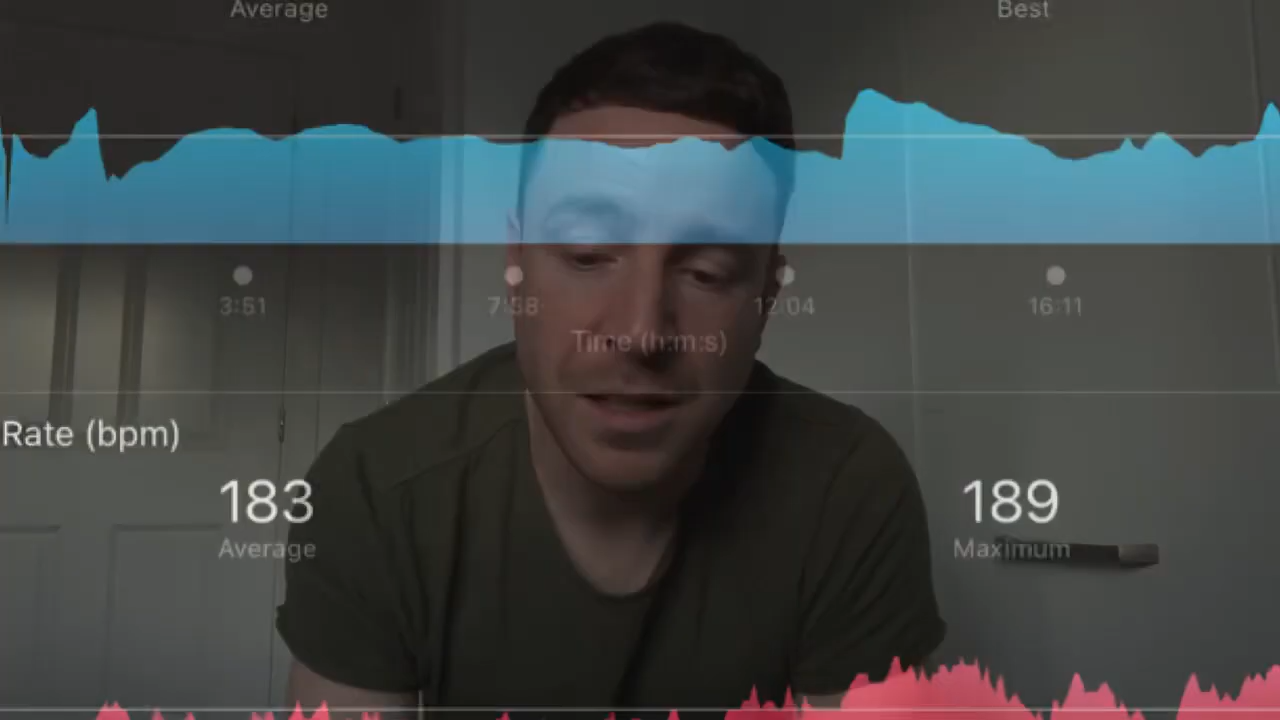 Average
Best
3:51
7:58
12:04
16:11
Time (h:m:s)
Rate (bpm)
183
189
Average
Maximum